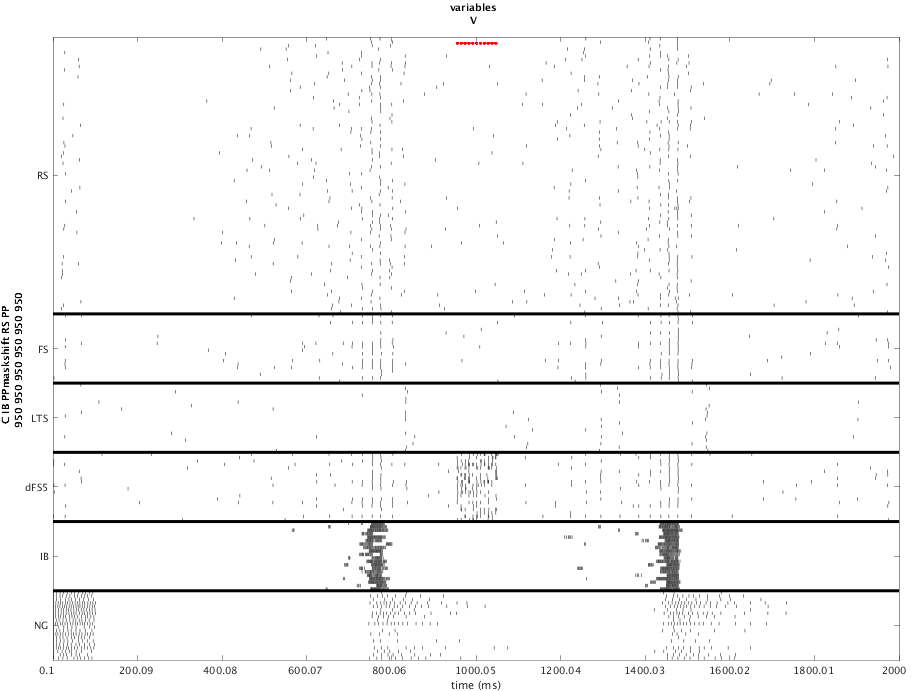 variables
V
C IB PPmaskshift RS PP
950 950 950 950 950 950
RS
FS
LTS
dFS5
IB
NG
0.1 200.09 400.08 600.07 800.06 1000.05 1200.04 1400.03 1600.02 1800.01 2000
time (ms)